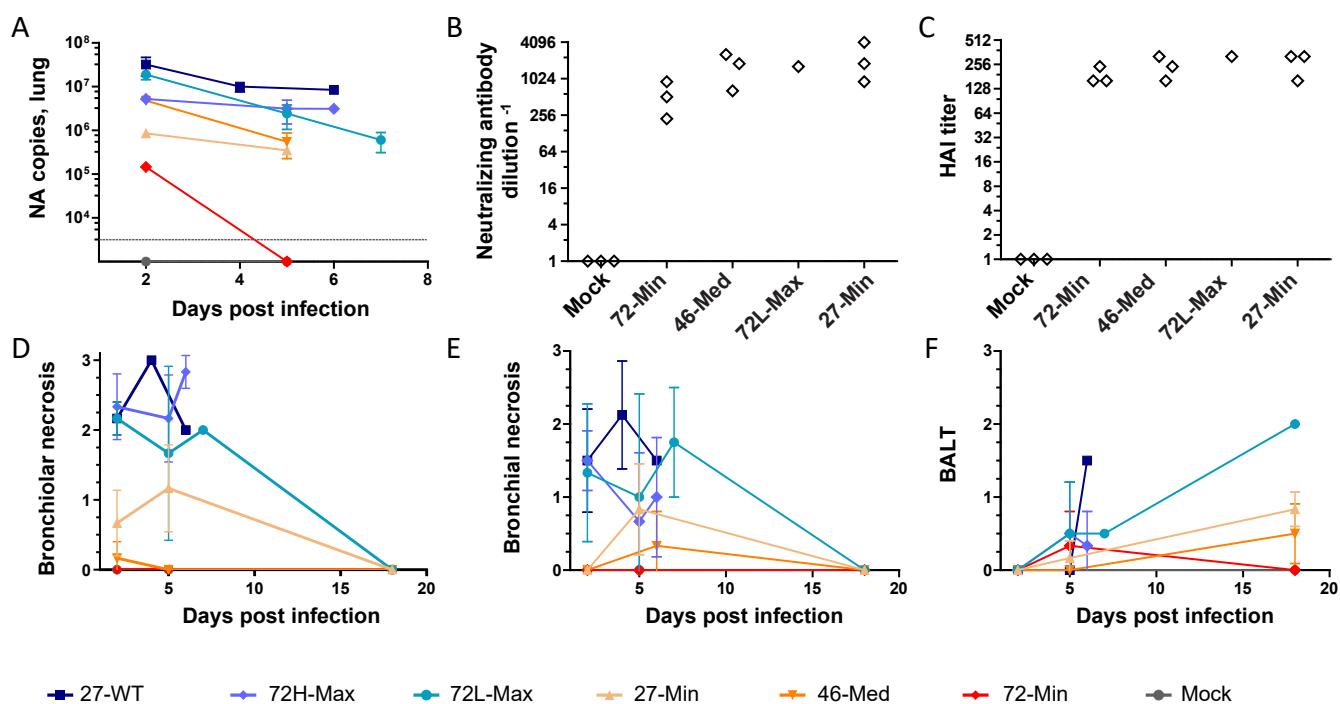 A
NA copies, lung
10^8
10^7
10^6
10^5
10^4
2
4
6
8
Days post infection
B
Neutralizing antibody
dilution -1
4096
1024
256
64
16
4
1
Mock
72-Min
46-Med
72L-Max
27-Min
C
HAI titer
512
256
128
64
32
16
8
4
2
1
Mock
72-Min
46-Med
72L-Max
27-Min
D
Bronchiolar necrosis
3
2
1
0
5
10
15
20
Days post infection
E
Bronchial necrosis
3
2
1
0
5
10
15
20
Days post infection
F
BALT
3
2
1
0
5
10
15
20
Days post infection
27-WT 72H-Max 72L-Max 27-Min 46-Med 72-Min Mock